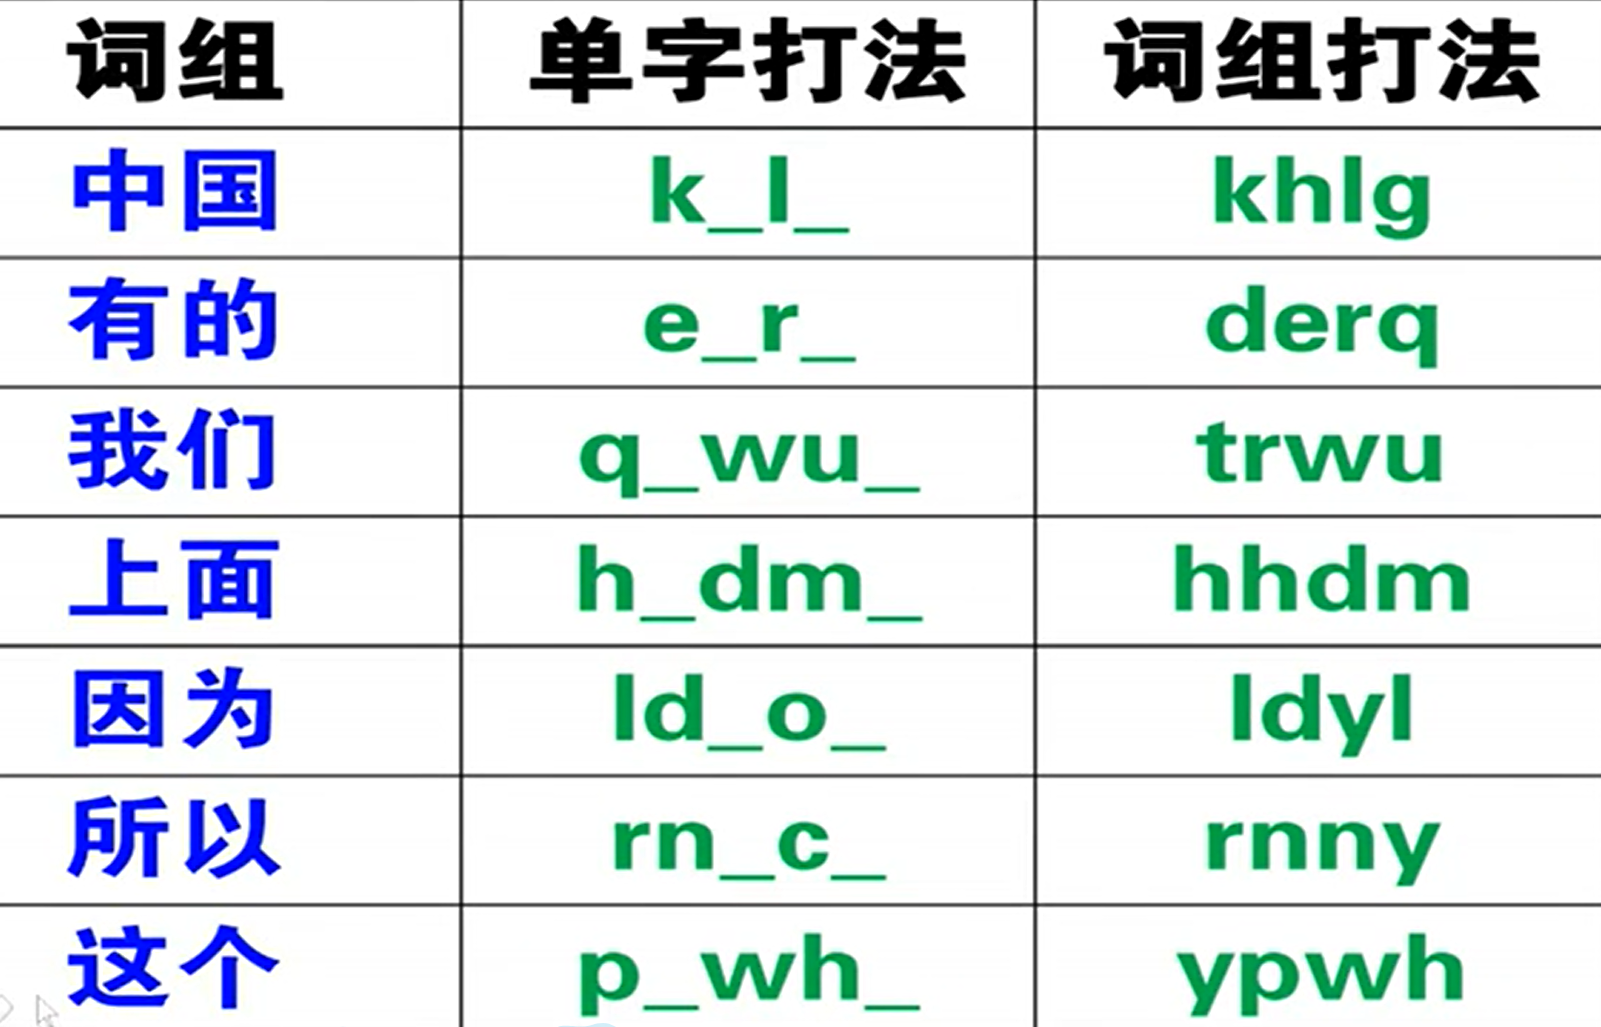 词组 单字打法 词组打法
中国 k_l_ khlg
有的 e_r_ derq
我们 q_wu_ trwu
上面 h_dm_ hhdm
因为 ld_o_ ldyl
所以 rn_c_ rnny
这个 p_wh_ ypwh